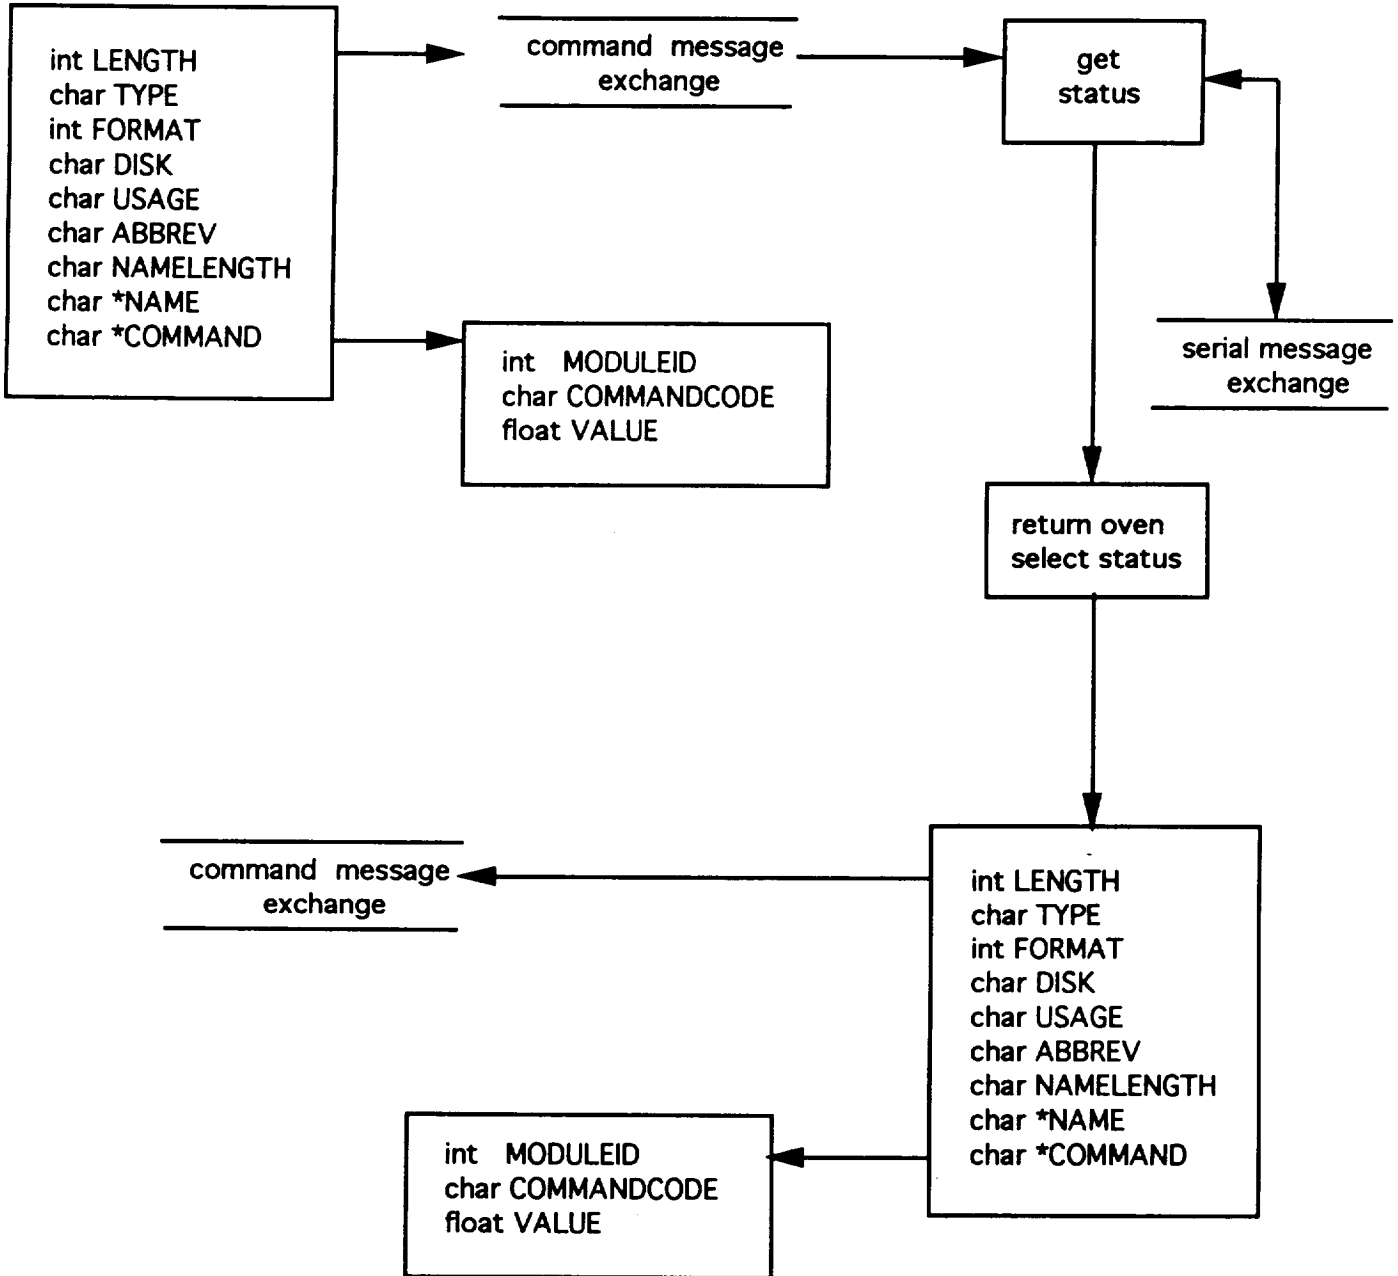 int LENGTH
char TYPE
int FORMAT
char DISK
char USAGE
char ABBREV
char NAMELENGTH
char *NAME
char *COMMAND
command message
exchange
get
status
int MODULEID
char COMMANDCODE
float VALUE
serial message
exchange
return oven
select status
command message
exchange
int LENGTH
char TYPE
int FORMAT
char DISK
char USAGE
char ABBREV
char NAMELENGTH
char *NAME
char *COMMAND
int MODULEID
char COMMANDCODE
float VALUE